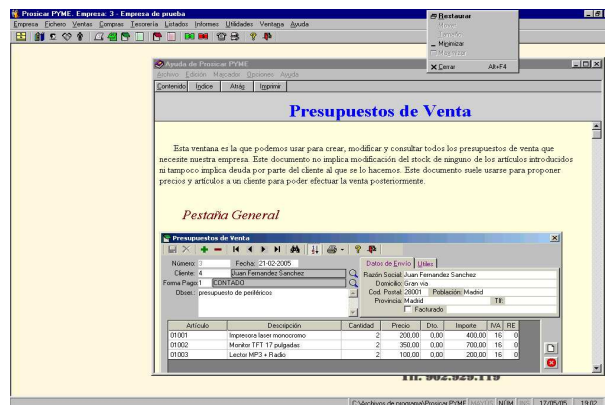 Prosicar PYME. Empresa: 3 - Empresa de prueba
Empresa Fichero Ventas Compras Tesorería Listados Informes Utilidades Ventana Ayuda
Restaurar
Mover
Tamaño
Minimizar
Maximizar
Cerrar Alt+F4
Ayuda de Prosicar PYME
Archivo Edición Marcador Opciones Ayuda
Contenido Índice Atrás Imprimir
Presupuestos de Venta
Esta ventana es la que podemos usar para crear, modificar y consultar todos los presupuestos de venta que
necesite nuestra empresa. Este documento no implica modificación del stock de ninguno de los artículos introducidos
ni tampoco implica deuda por parte del cliente al que se lo hacemos. Este documento suele usarse para proponer
precios y artículos a un cliente para poder efectuar la venta posteriormente.
Pestaña General
Presupuestos de Venta
Número: 3 Fecha: 21-02-2005
Cliente: 4 Juan Fernandez Sanchez
Forma Pago: 1 CONTADO
Obser.: presupuesto de periféricos
Datos de Envío Utiles
Razón Social: Juan Fernandez Sanchez
Domicilio: Gran via
Cod. Postal: 28001 Población: Madrid
Provincia: Madrid Tlf:
Facturado
Artículo Descripción Cantidad Precio Dto. Importe IVA RE
01001 Impresora laser monocromo 2 200,00 0,00 400,00 16 0
01002 Monitor TFT 17 pulgadas 2 350,00 0,00 700,00 16 0
01003 Lector MP3 + Radio 2 100,00 0,00 200,00 16 0
Tlf. 902.929.119
C:\Archivos de programa\Prosicar PYME MAYÚS NÚM INS 17/05/05 19:02